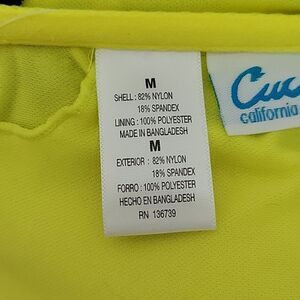 M
SHELL : 82% NYLON
18% SPANDEX
LINING : 100% POLYESTER
MADE IN BANGLADESH
M
EXTERIOR : 82% NYLON
18% SPANDEX
FORRO : 100% POLYESTER
HECHO EN BANGLADESH
RN 136739
california